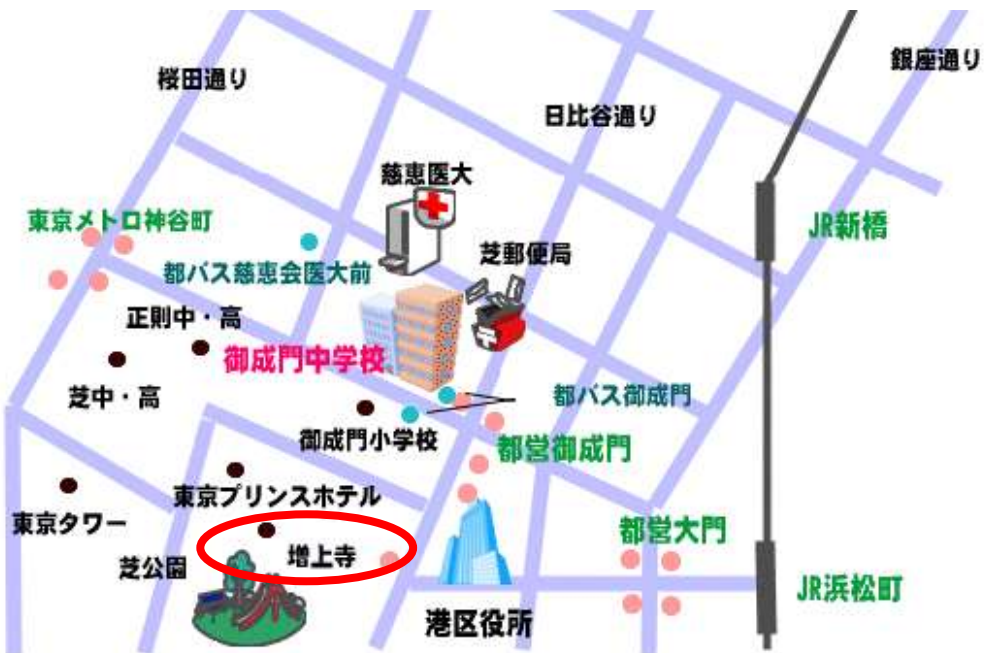 銀座通り
桜田通り
日比谷通り
慈恵医大
東京メトロ神谷町
JR新橋
芝郵便局
都バス慈恵会医大前
正則中・高
御成門中学校
芝中・高
都バス御成門
御成門小学校
都営御成門
東京プリンスホテル
東京タワー
都営大門
増上寺
芝公園
JR浜松町
港区役所